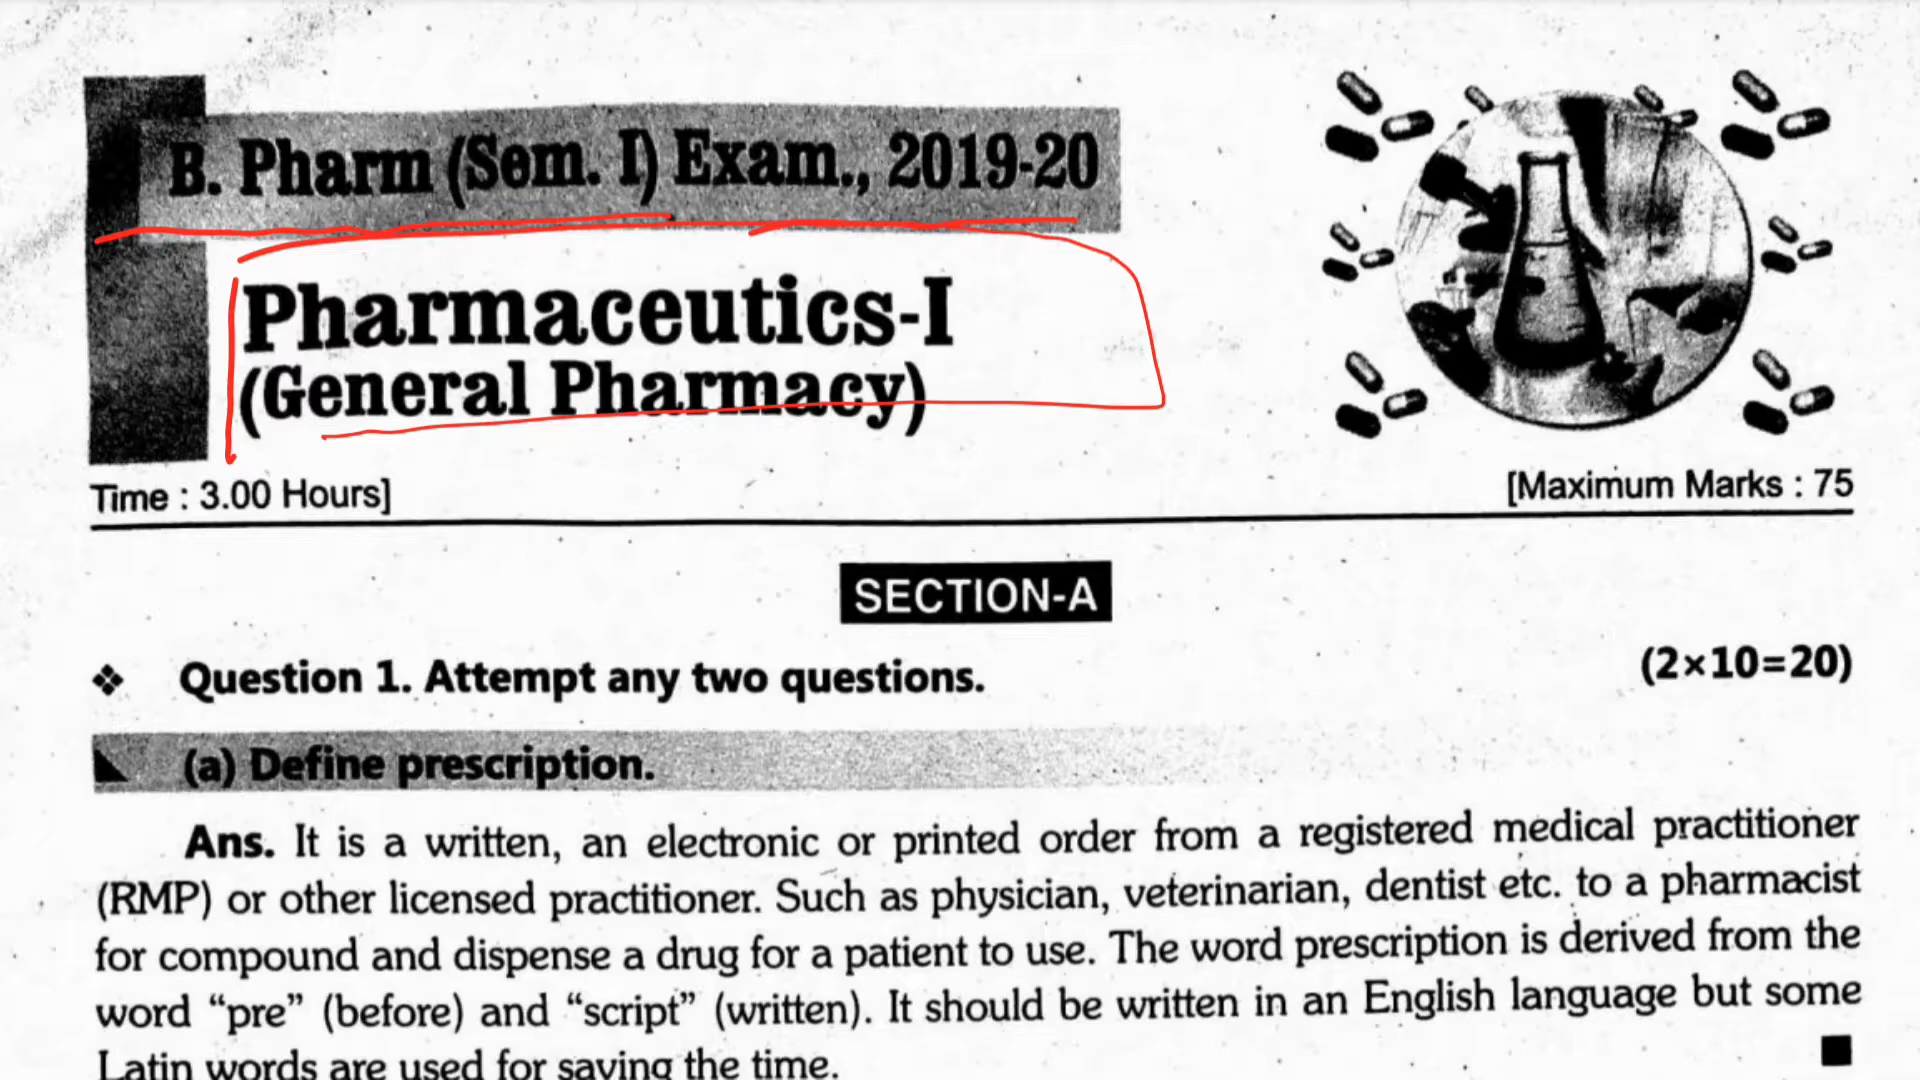 B. Pharm (Sem. I) Exam., 2019-20
Pharmaceutics-I
(General Pharmacy)
Time : 3.00 Hours]
[Maximum Marks : 75
SECTION-A
❖ Question 1. Attempt any two questions. (2×10=20)
(a) Define prescription.
Ans. It is a written, an electronic or printed order from a registered medical practitioner
(RMP) or other licensed practitioner. Such as physician, veterinarian, dentist etc. to a pharmacist
for compound and dispense a drug for a patient to use. The word prescription is derived from the
word “pre” (before) and “script” (written). It should be written in an English language but some
Latin words are used for saving the time.